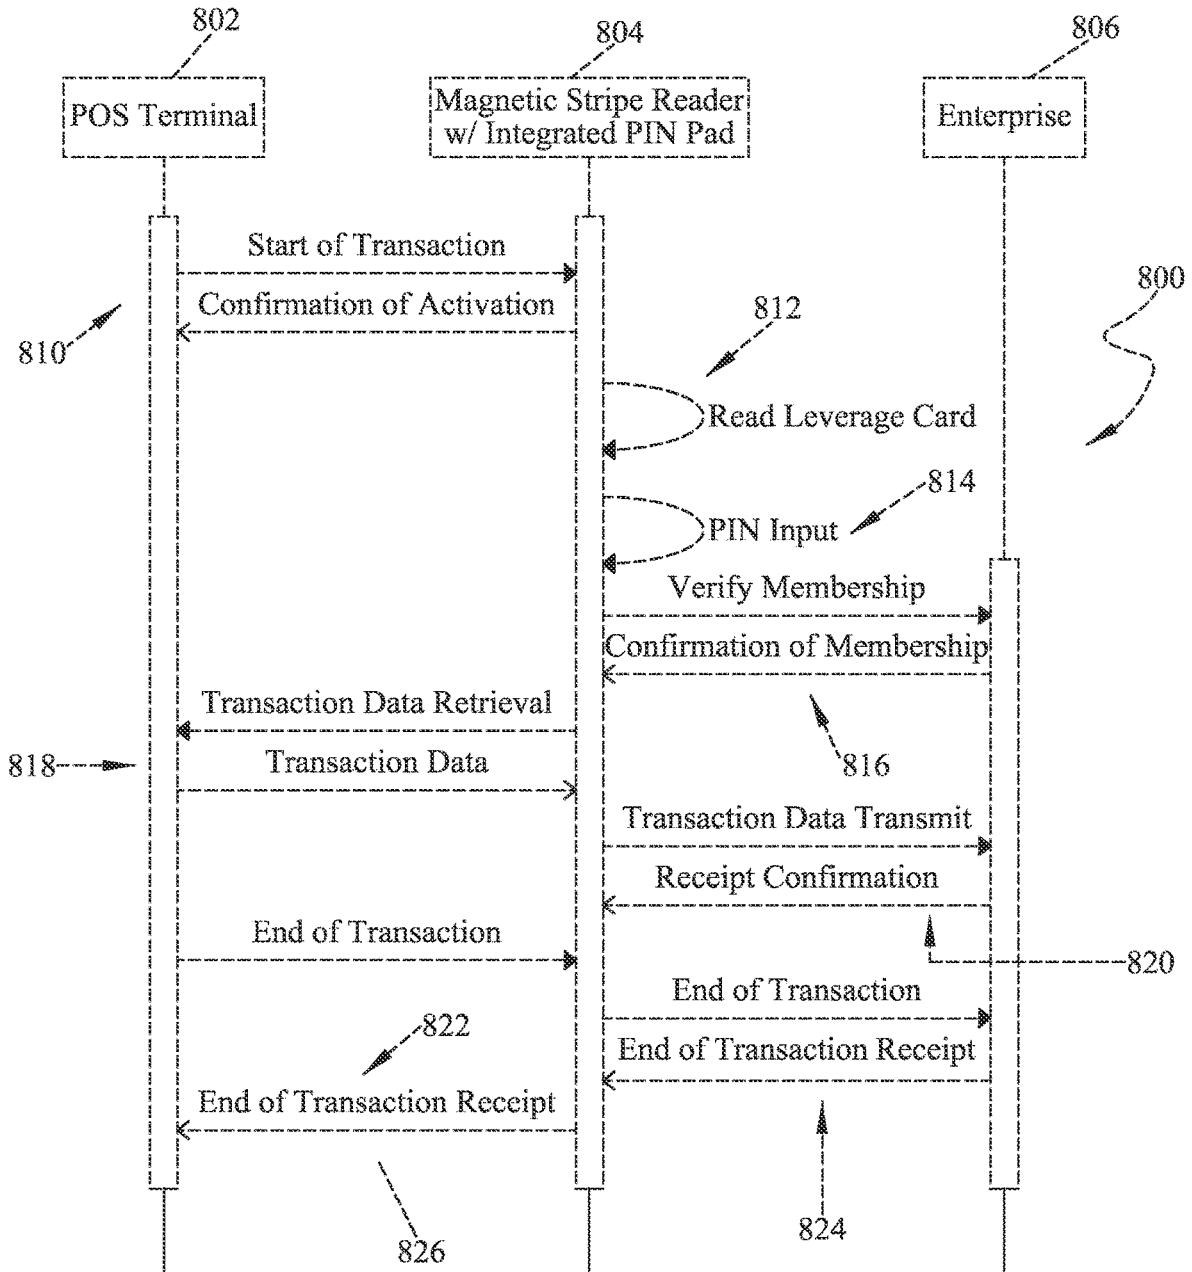 802
804
806
POS Terminal
Magnetic Stripe Reader
w/ Integrated PIN Pad
Enterprise
Start of Transaction
800
Confirmation of Activation
812
810
Read Leverage Card
814
PIN Input
Verify Membership
Confirmation of Membership
Transaction Data Retrieval
818
Transaction Data
816
Transaction Data Transmit
Receipt Confirmation
End of Transaction
820
End of Transaction
822
End of Transaction Receipt
End of Transaction Receipt
824
826